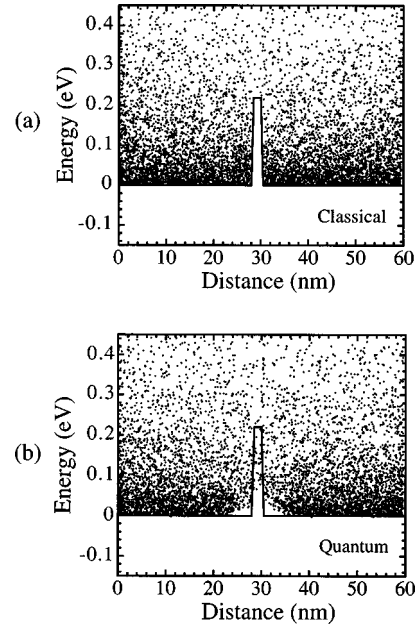 (a)
Energy (eV)
0.4
0.3
0.2
0.1
0
-0.1
Classical
0 10 20 30 40 50 60
Distance (nm)
(b)
Energy (eV)
0.4
0.3
0.2
0.1
0
-0.1
Quantum
0 10 20 30 40 50 60
Distance (nm)